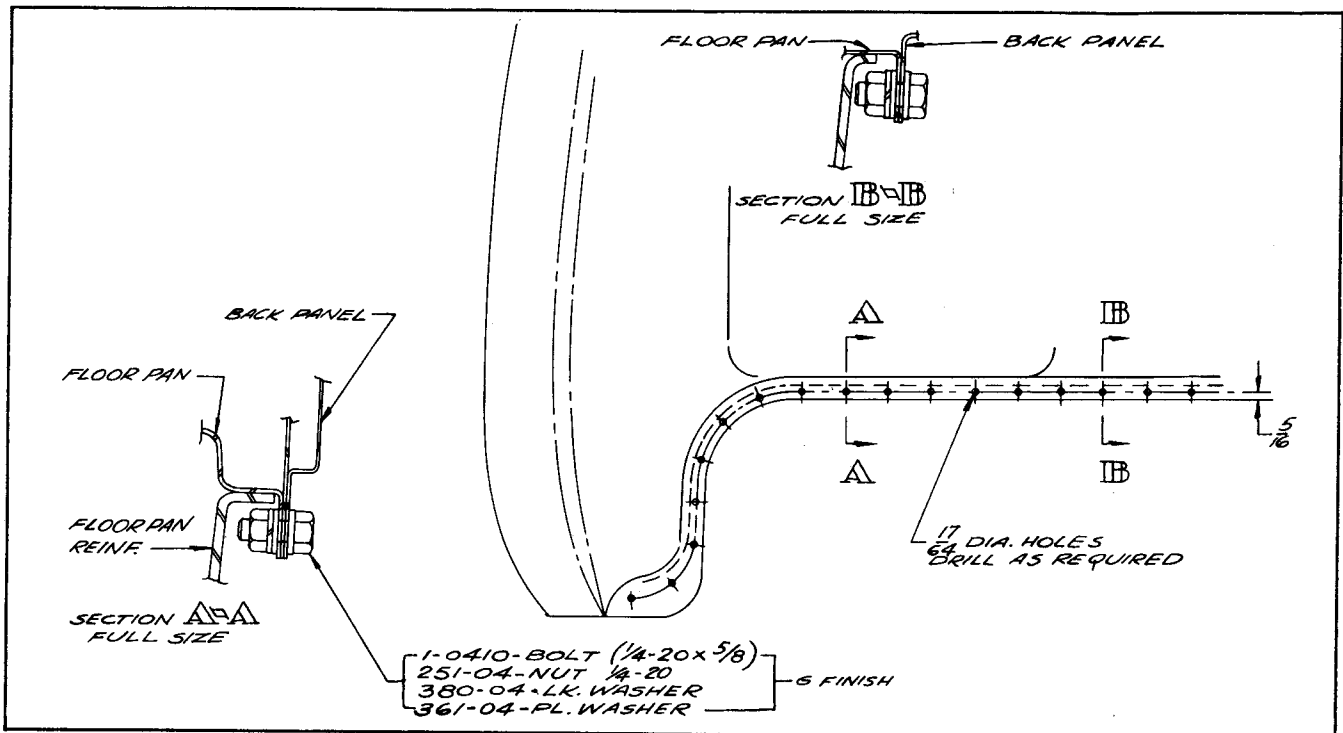 FLOOR PAN
BACK PANEL
SECTION B-B
FULL SIZE
BACK PANEL
FLOOR PAN
A
B
5/16
A
B
FLOOR PAN
REINF.
17/64 DIA. HOLES
DRILL AS REQUIRED
SECTION A-A
FULL SIZE
1-0410-BOLT (1/4-20 x 5/8)
251-04-NUT 1/4-20
380-04-LK. WASHER
361-04-PL. WASHER
G FINISH